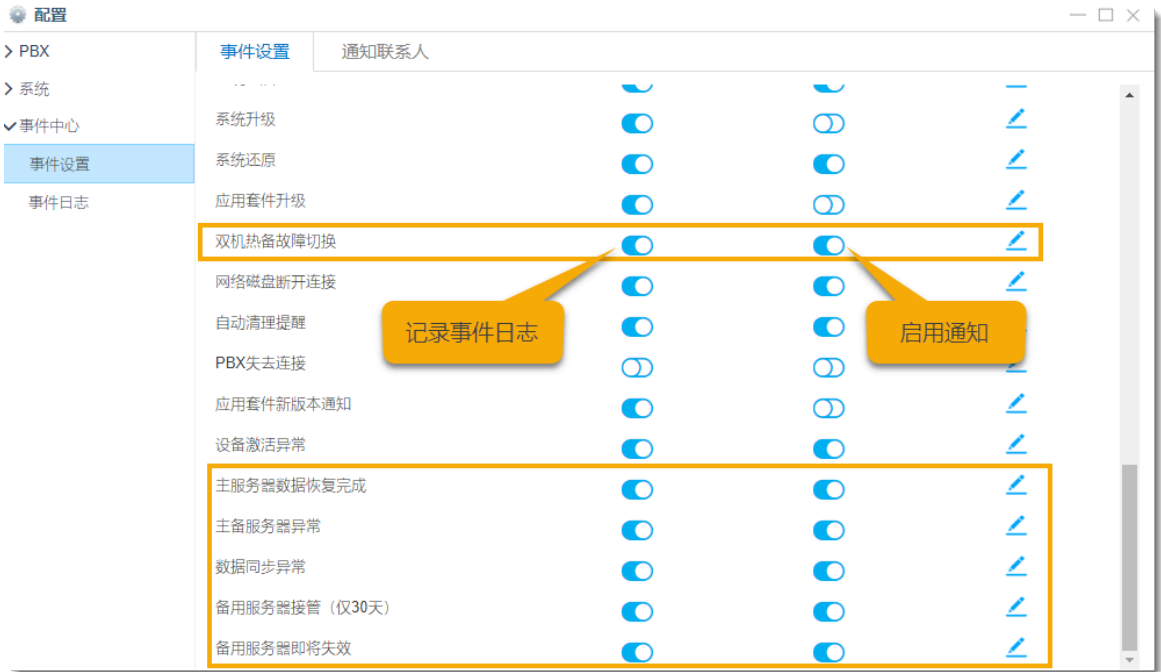 配置
PBX
系统
事件中心
事件设置
事件日志
事件设置 通知联系人
系统升级
系统还原
应用套件升级
双机热备故障切换
网络磁盘断开连接
自动清理提醒
PBX失去连接
应用套件新版本通知
设备激活异常
主服务器数据恢复完成
主备服务器异常
数据同步异常
备用服务器接管（仅30天）
备用服务器即将失效
记录事件日志
启用通知